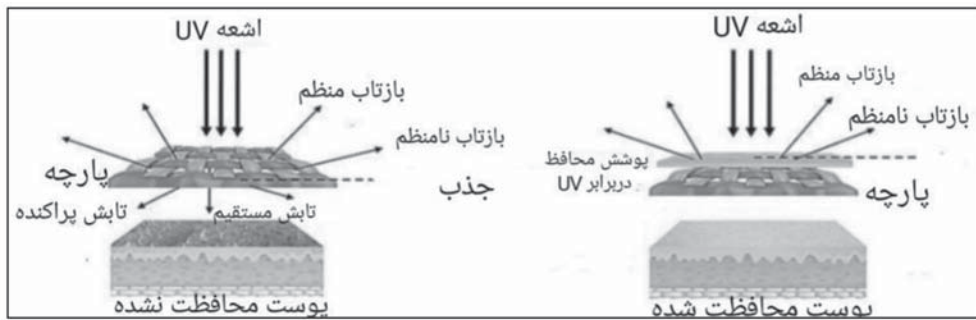 اشعه UV
بازتاب منظم
بازتاب نامنظم
پارچه
جذب
تابش پراکنده
تابش مستقیم
پوست محافظت نشده
اشعه UV
بازتاب منظم
بازتاب نامنظم
پوشش محافظ
دربرابر UV
پارچه
پوست محافظت شده